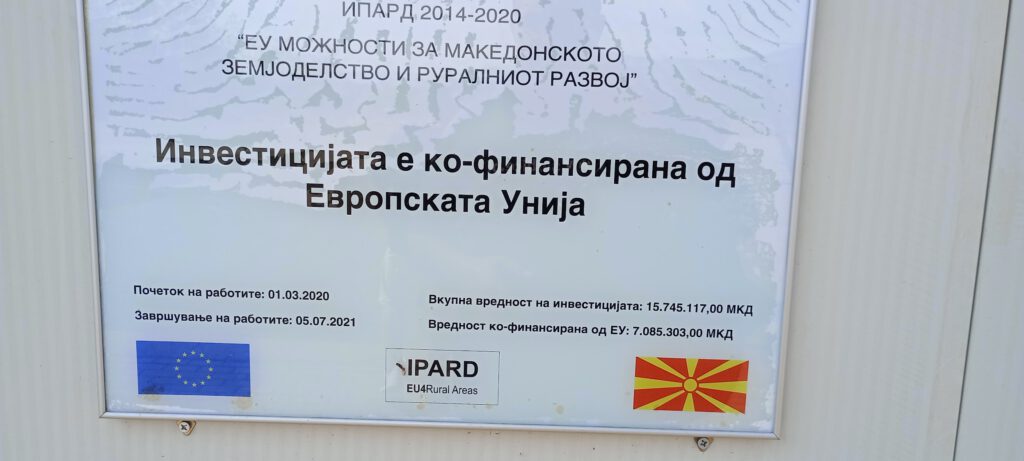 ИПАРД 2014-2020
“ЕУ МОЖНОСТИ ЗА МАКЕДОНСКОТО
ЗЕМЈОДЕЛСТВО И РУРАЛНИОТ РАЗВОЈ”
Инвестицијата е ко-финансирана од
Европската Унија
Почеток на работите: 01.03.2020
Завршување на работите: 05.07.2021
Вкупна вредност на инвестицијата: 15.745.117,00 МКД
Вредност ко-финансирана од ЕУ: 7.085.303,00 МКД
IPARD
EU4Rural Areas